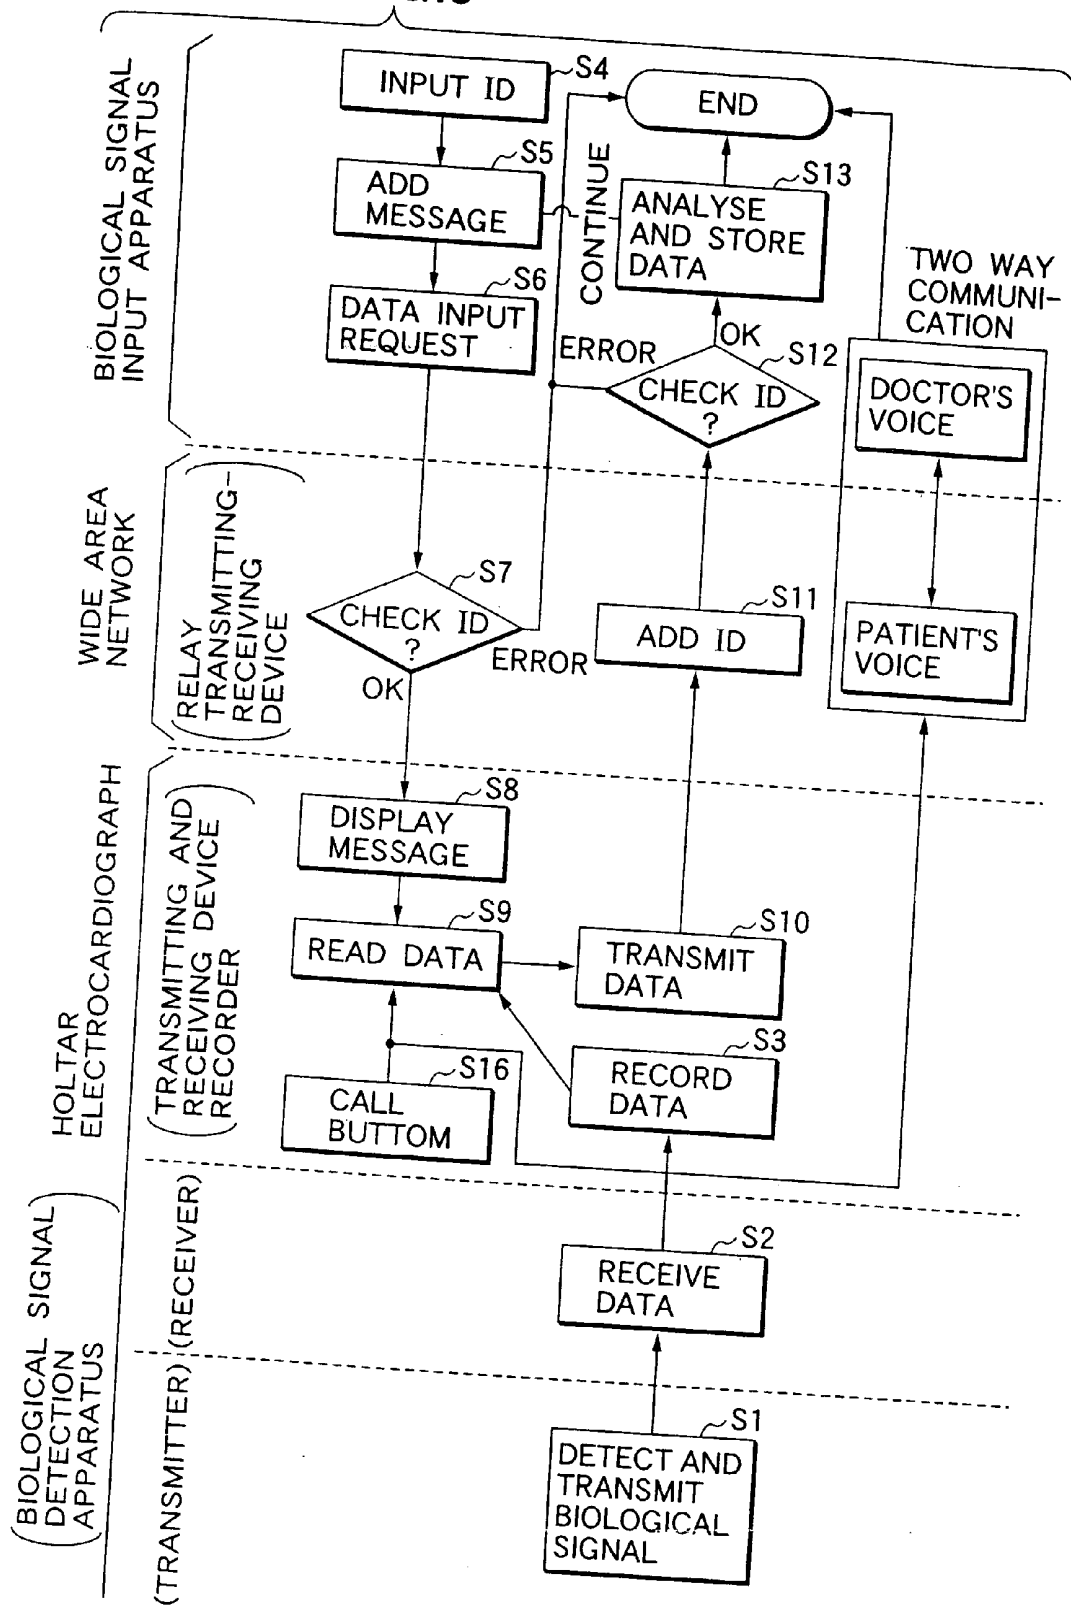 BIOLOGICAL SIGNAL
INPUT APPARATUS
INPUT ID
S4
ADD
MESSAGE
S5
DATA INPUT
REQUEST
S6
END
CONTINUE
ANALYSE
AND STORE
DATA
S13
OK
ERROR
CHECK ID
?
S12
TWO WAY
COMMUNI-
CATION
DOCTOR'S
VOICE
WIDE AREA
NETWORK
(RELAY
TRANSMITTING-
RECEIVING
DEVICE)
CHECK ID
?
S7
ERROR
OK
ADD ID
S11
PATIENT'S
VOICE
HOLTAR
ELECTROCARDIOGRAPH
(TRANSMITTING AND
RECEIVING DEVICE
RECORDER)
DISPLAY
MESSAGE
S8
READ DATA
S9
TRANSMIT
DATA
S10
RECORD
DATA
S3
CALL
BUTTOM
S16
(BIOLOGICAL SIGNAL
DETECTION
APPARATUS)
(RECEIVER)
RECEIVE
DATA
S2
(TRANSMITTER)
DETECT AND
TRANSMIT
BIOLOGICAL
SIGNAL
S1